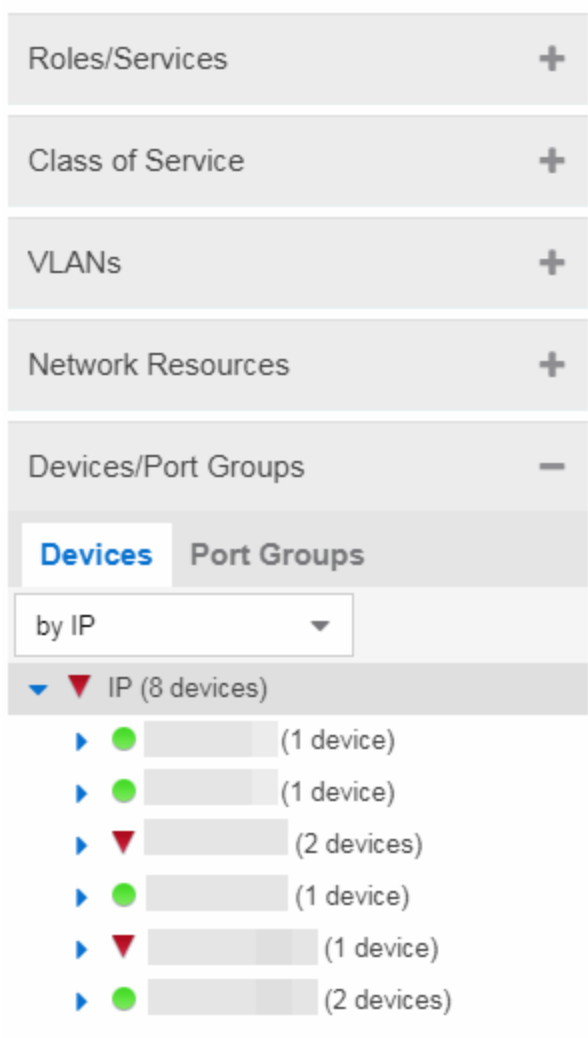 Roles/Services
Class of Service
VLANs
Network Resources
Devices/Port Groups
Devices Port Groups
by IP
IP (8 devices)
(1 device)
(1 device)
(2 devices)
(1 device)
(1 device)
(2 devices)